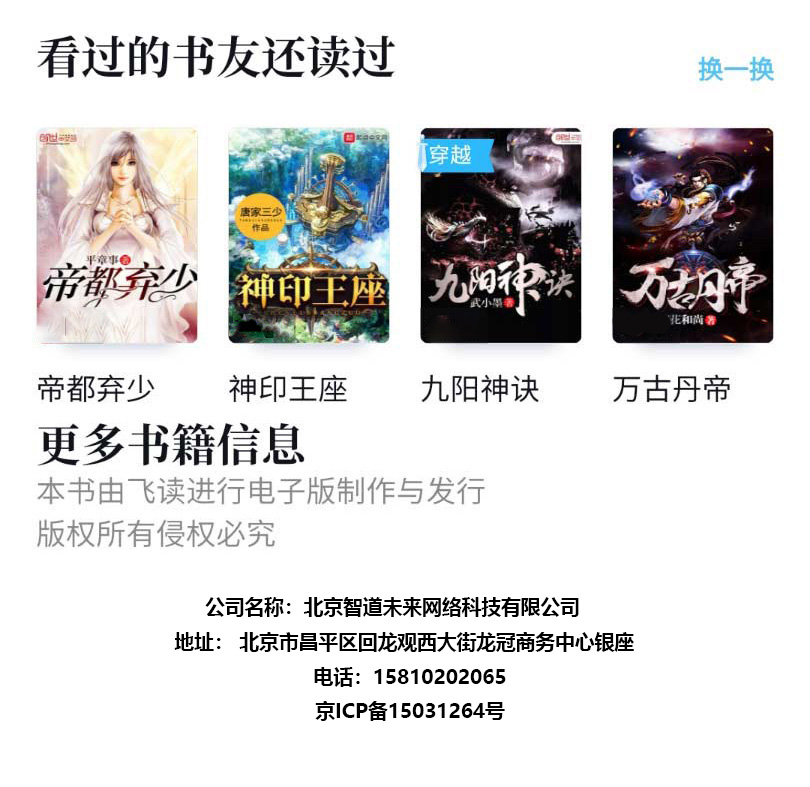 看过的书友还读过
换一换
平章事 著
帝都弃少
起点中文网
唐家三少
作品
神印王座
穿越
九阳神诀
武小墨 著
万古丹帝
花和尚 著
帝都弃少
神印王座
九阳神诀
万古丹帝
更多书籍信息
本书由飞读进行电子版制作与发行
版权所有侵权必究
公司名称：北京智道未来网络科技有限公司
地址： 北京市昌平区回龙观西大街龙冠商务中心银座
电话：15810202065
京ICP备15031264号